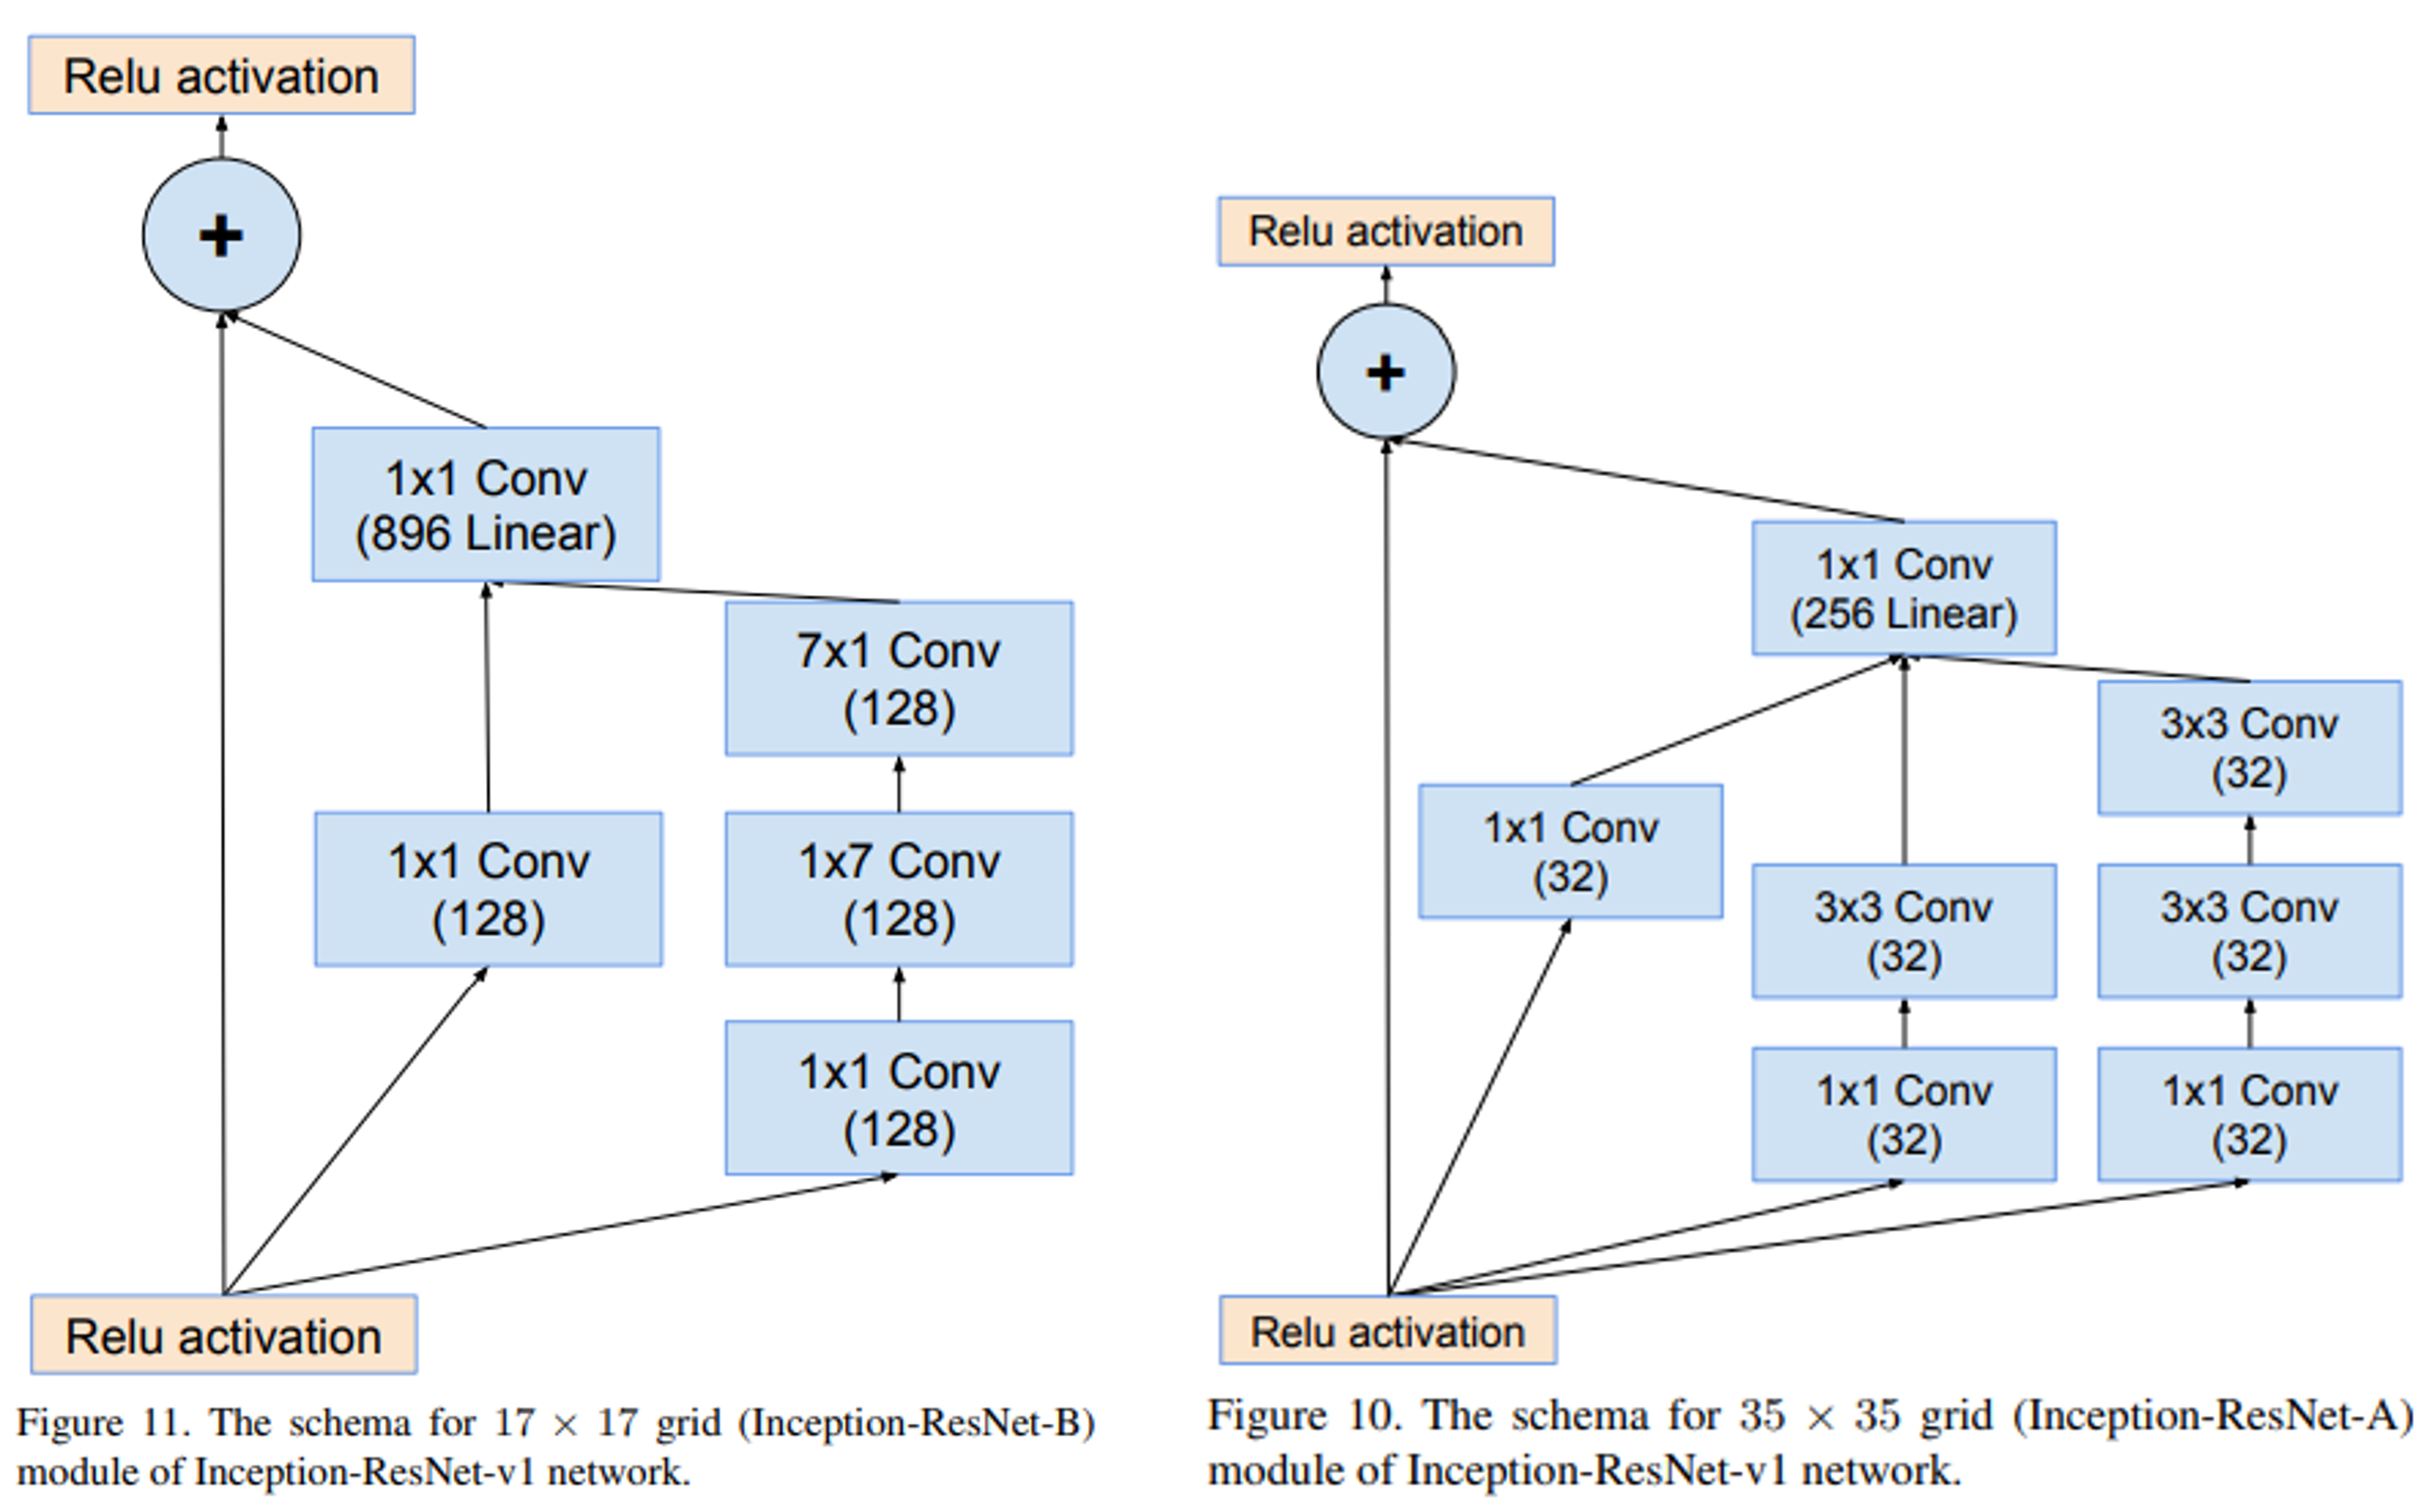 Relu activation
+
1x1 Conv
(896 Linear)
7x1 Conv
(128)
1x1 Conv
(128)
1x7 Conv
(128)
1x1 Conv
(128)
Relu activation
Figure 11. The schema for 17 × 17 grid (Inception-ResNet-B)
module of Inception-ResNet-v1 network.
Relu activation
+
1x1 Conv
(256 Linear)
3x3 Conv
(32)
1x1 Conv
(32)
3x3 Conv
(32)
3x3 Conv
(32)
1x1 Conv
(32)
1x1 Conv
(32)
Relu activation
Figure 10. The schema for 35 × 35 grid (Inception-ResNet-A)
module of Inception-ResNet-v1 network.